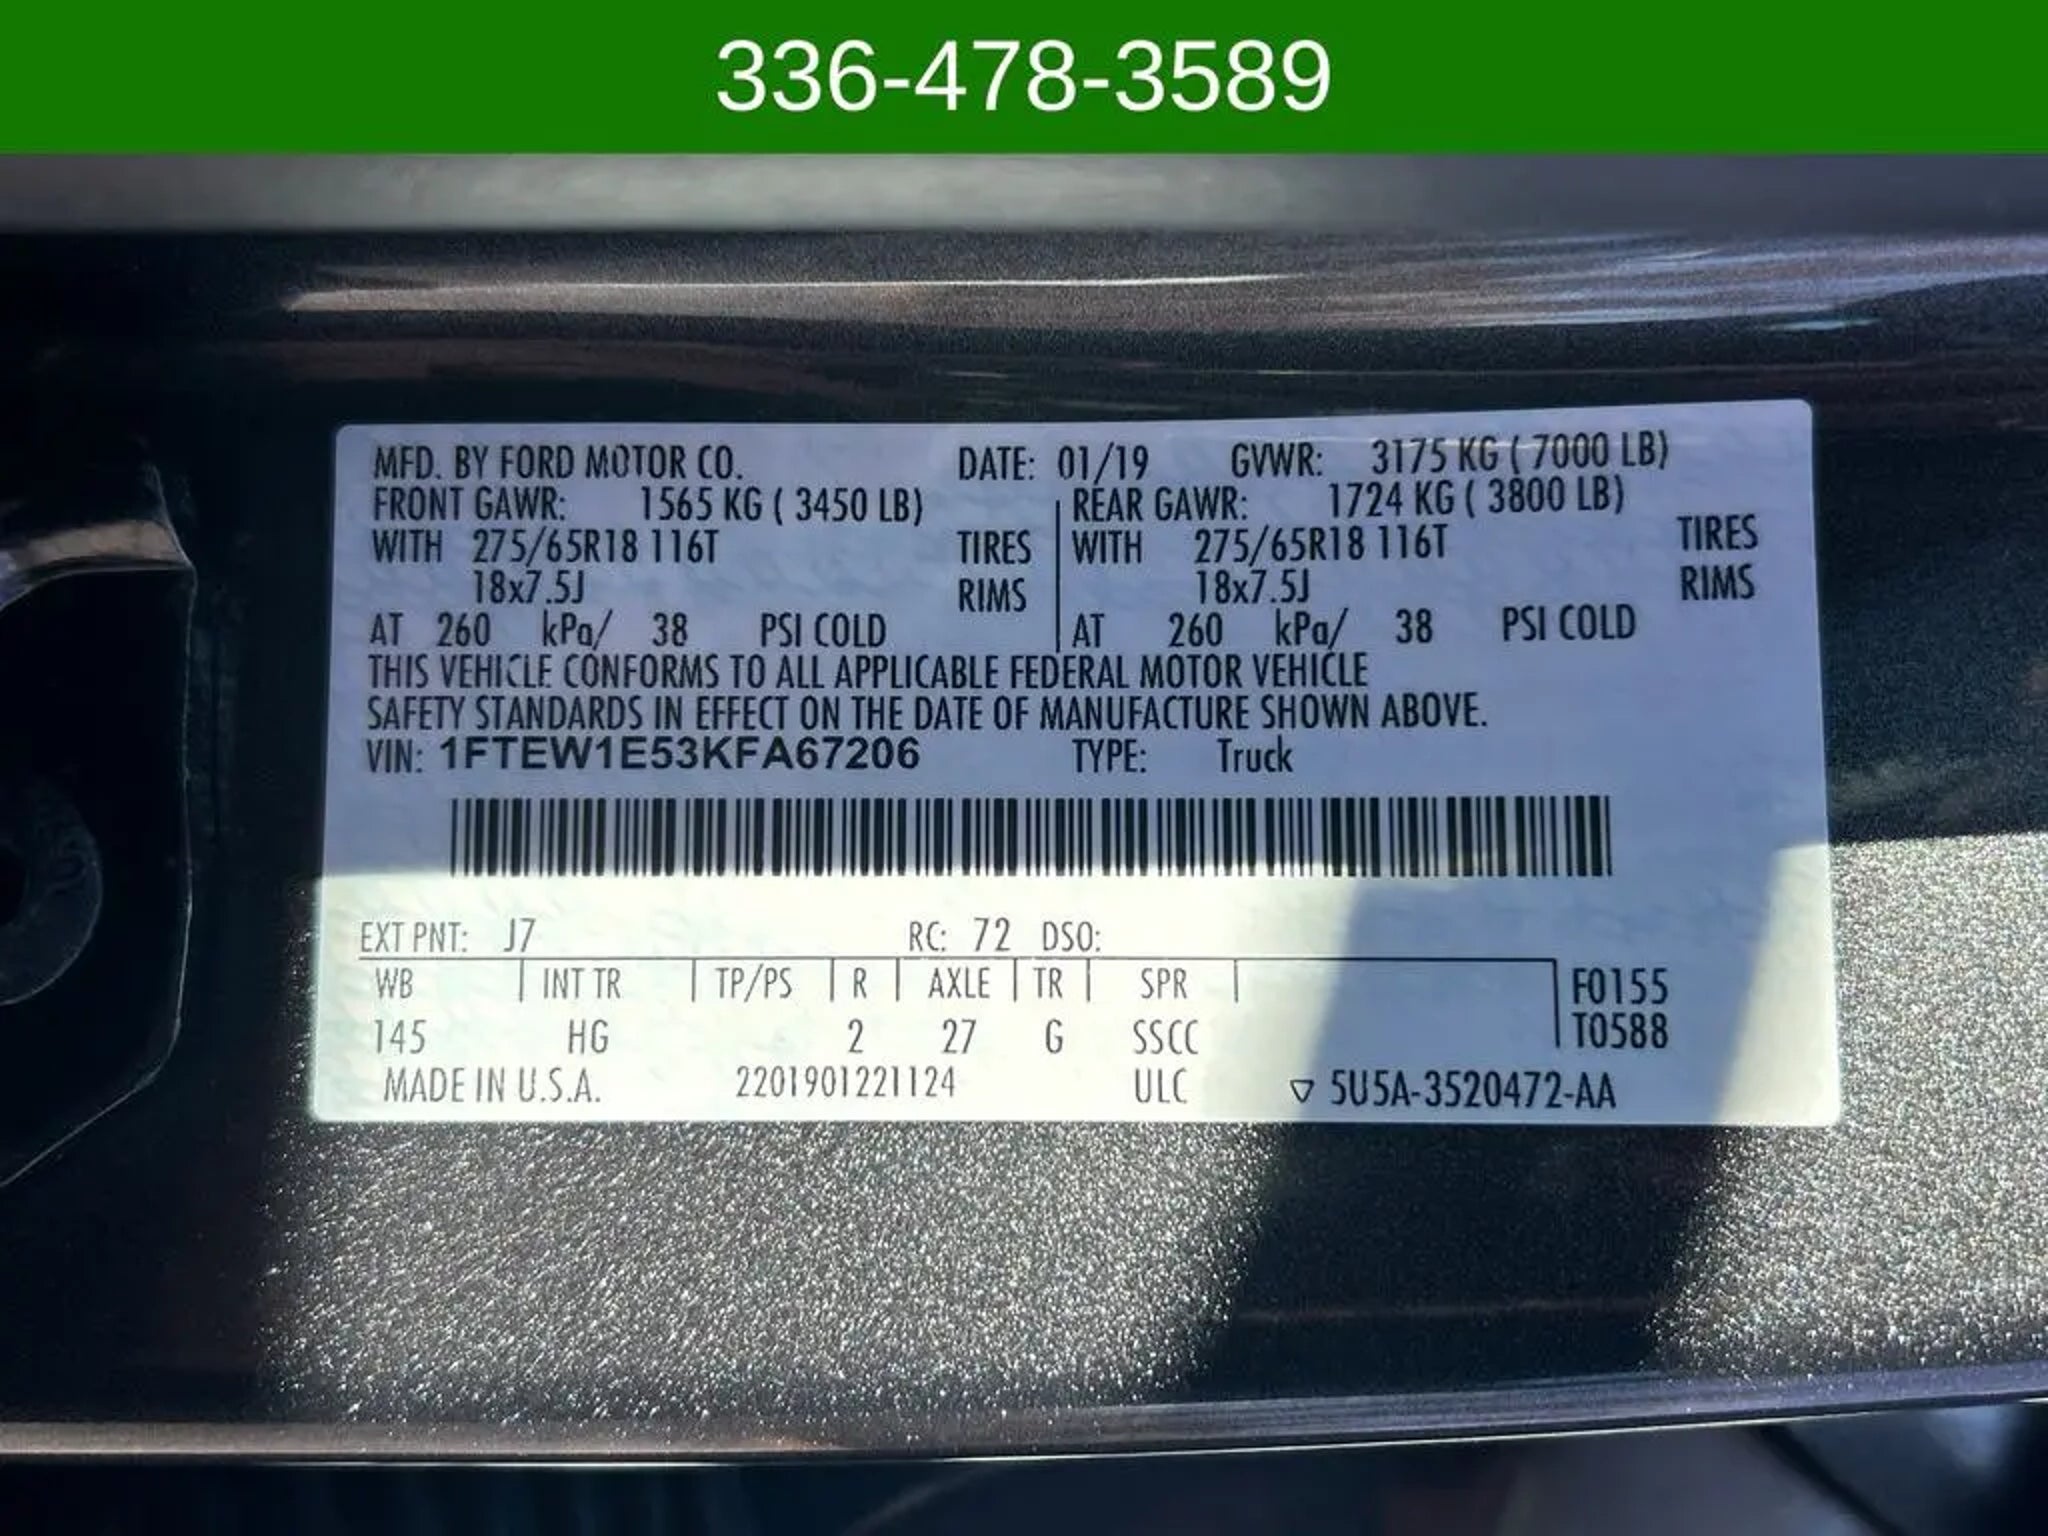 336-478-3589
MFD. BY FORD MOTOR CO. DATE: 01/19 GVWR: 3175 KG ( 7000 LB)
FRONT GAWR: 1565 KG ( 3450 LB) REAR GAWR: 1724 KG ( 3800 LB)
WITH 275/65R18 116T TIRES WITH 275/65R18 116T TIRES
18x7.5J RIMS 18x7.5J RIMS
AT 260 kPa/ 38 PSI COLD AT 260 kPa/ 38 PSI COLD
THIS VEHICLE CONFORMS TO ALL APPLICABLE FEDERAL MOTOR VEHICLE
SAFETY STANDARDS IN EFFECT ON THE DATE OF MANUFACTURE SHOWN ABOVE.
VIN: 1FTEW1E53KFA67206 TYPE: Truck
EXT PNT: J7 RC: 72 DSO:
WB INT TR TP/PS R AXLE TR SPR F0155
145 HG 2 27 G SSCC T0588
MADE IN U.S.A. 2201901221124 ULC ▽ 5U5A-3520472-AA